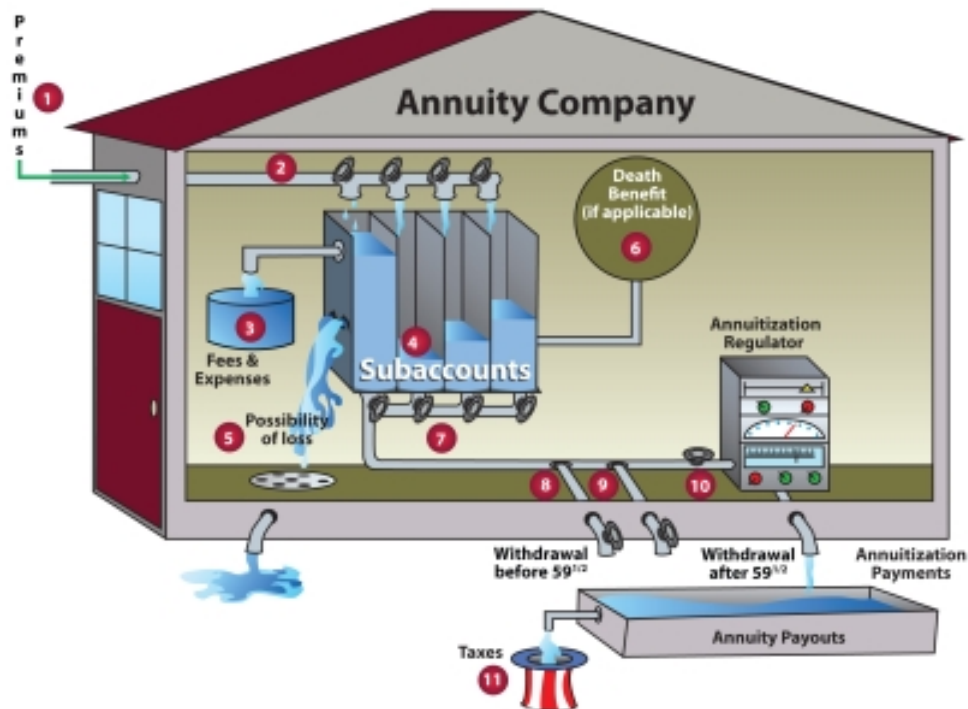 Premiums
1
Annuity Company
2
Death
Benefit
(if applicable)
6
3
Fees &
Expenses
4
Subaccounts
Annuitization
Regulator
5
Possibility
of loss
7
8
9
10
Withdrawal
before 59 1/2
Withdrawal
after 59 1/2
Annuitization
Payments
Annuity Payouts
Taxes
11